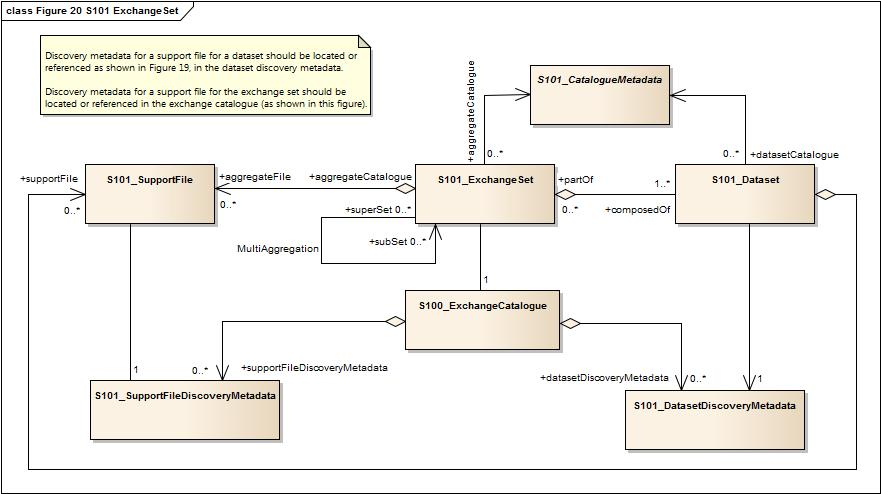 class Figure 20 S101 ExchangeSet
Discovery metadata for a support file for a dataset should be located or
referenced as shown in Figure 19, in the dataset discovery metadata.
Discovery metadata for a support file for the exchange set should be
located or referenced in the exchange catalogue (as shown in this figure).
+aggregateCatalogue
S101_CatalogueMetadata
0..*
0..*
+datasetCatalogue
+supportFile
0..*
S101_SupportFile
+aggregateFile
0..*
+aggregateCatalogue
S101_ExchangeSet
+partOf
0..*
1..*
+composedOf
S101_Dataset
+superSet 0..*
+subSet 0..*
MultiAggregation
1
S100_ExchangeCatalogue
1
0..*
+supportFileDiscoveryMetadata
+datasetDiscoveryMetadata
0..*
1
S101_SupportFileDiscoveryMetadata
S101_DatasetDiscoveryMetadata